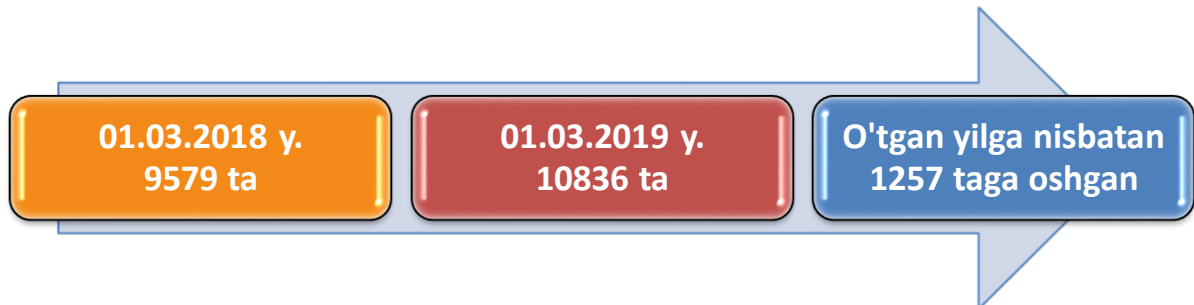 01.03.2018 y.
9579 ta
01.03.2019 y.
10836 ta
O'tgan yilga nisbatan
1257 taga oshgan